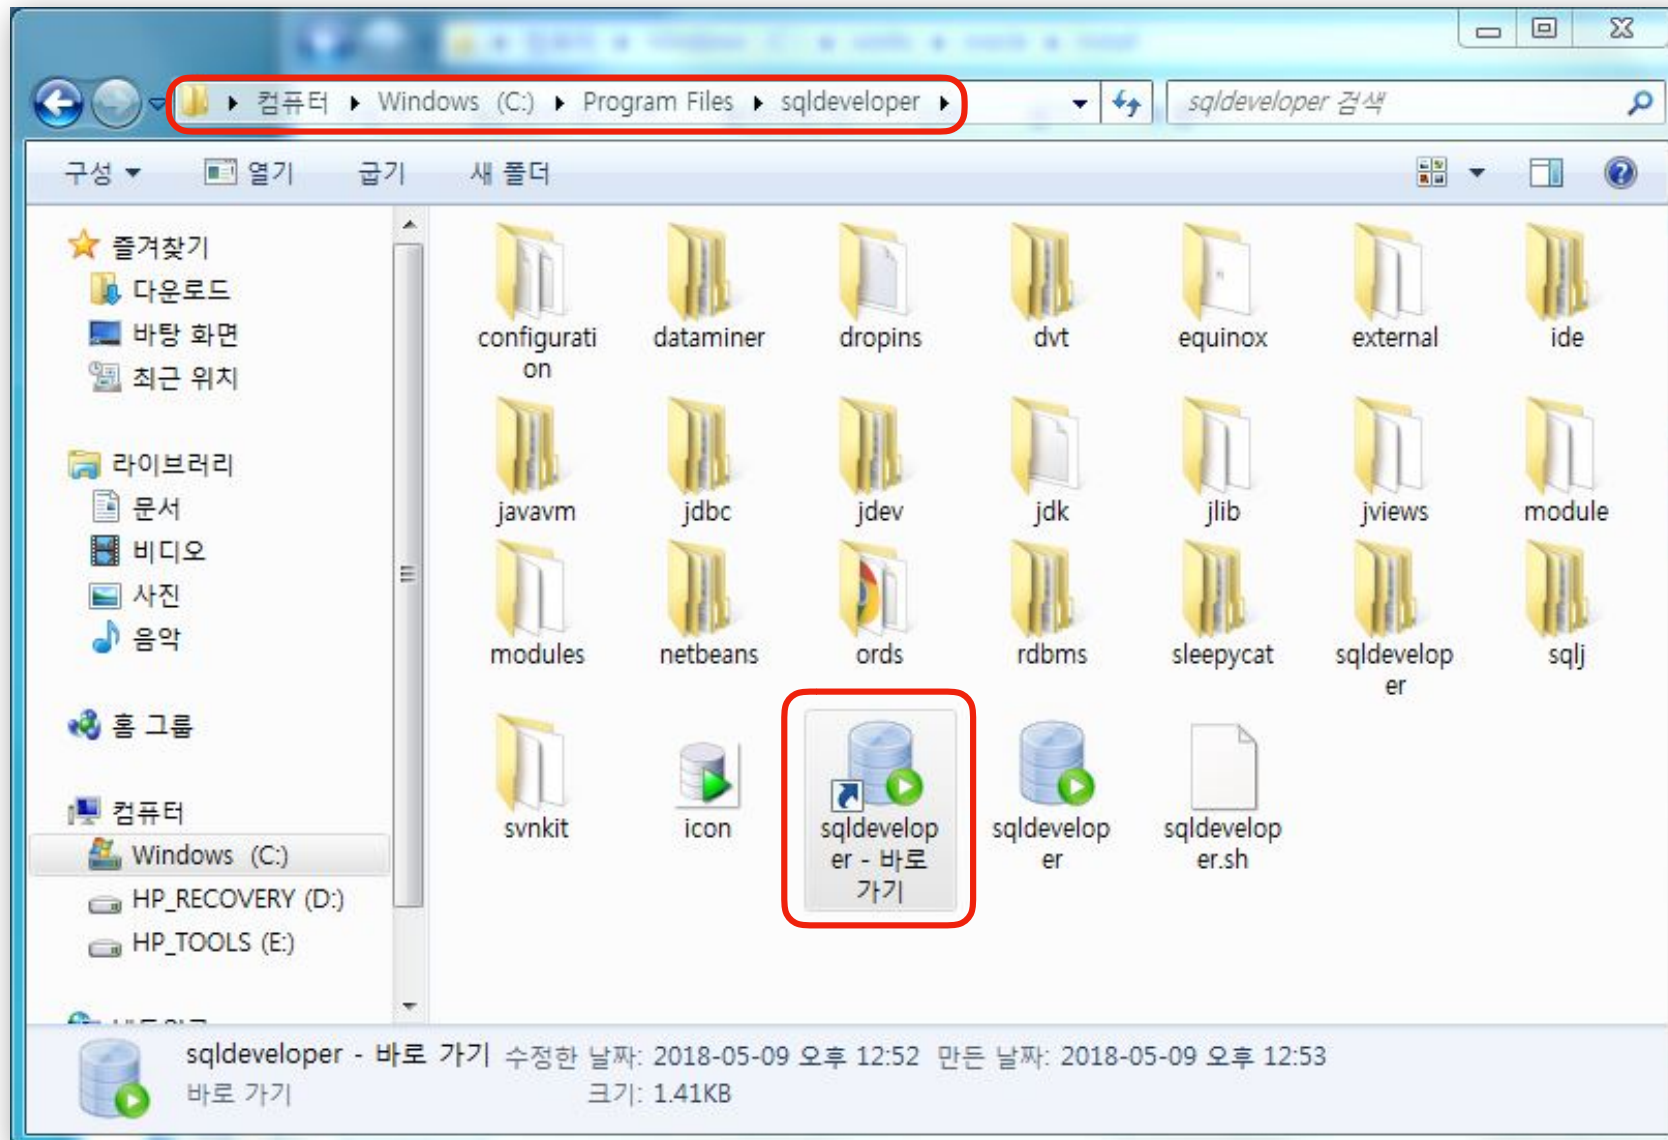 컴퓨터 Windows (C:) Program Files sqldeveloper
sqldeveloper 검색
구성 열기 굽기 새 폴더
즐겨찾기
다운로드
바탕 화면
최근 위치
라이브러리
문서
비디오
사진
음악
홈 그룹
컴퓨터
Windows (C:)
HP_RECOVERY (D:)
HP_TOOLS (E:)
configurati
on
dataminer
dropins
dvt
equinox
external
ide
javavm
jdbc
jdev
jdk
jlib
jviews
module
modules
netbeans
ords
rdbms
sleepycat
sqldevelop
er
sqlj
svnkit
icon
sqldevelop
er - 바로
가기
sqldevelop
er
sqldevelop
er.sh
sqldeveloper - 바로 가기 수정한 날짜: 2018-05-09 오후 12:52 만든 날짜: 2018-05-09 오후 12:53
바로 가기 크기: 1.41KB